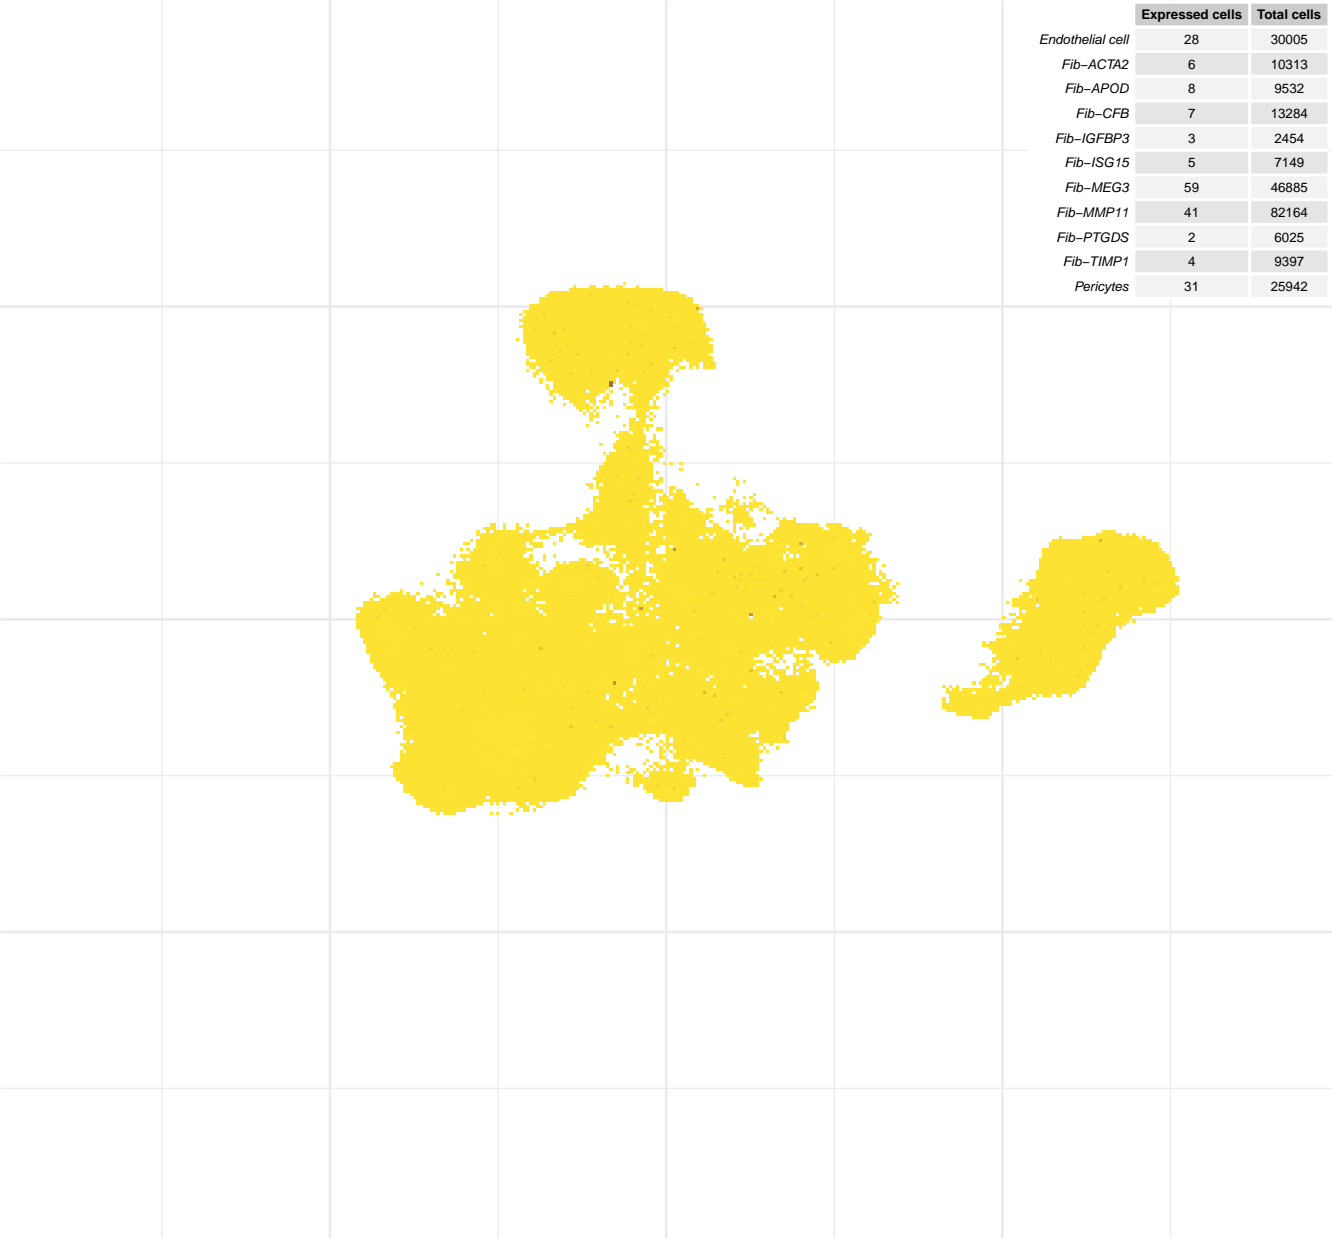 Expressed cells Total cells
Endothelial cell 28 30005
Fib−ACTA2 6 10313
Fib−APOD 8 9532
Fib−CFB 7 13284
Fib−IGFBP3 3 2454
Fib−ISG15 5 7149
Fib−MEG3 59 46885
Fib−MMP11 41 82164
Fib−PTGDS 2 6025
Fib−TIMP1 4 9397
Pericytes 31 25942